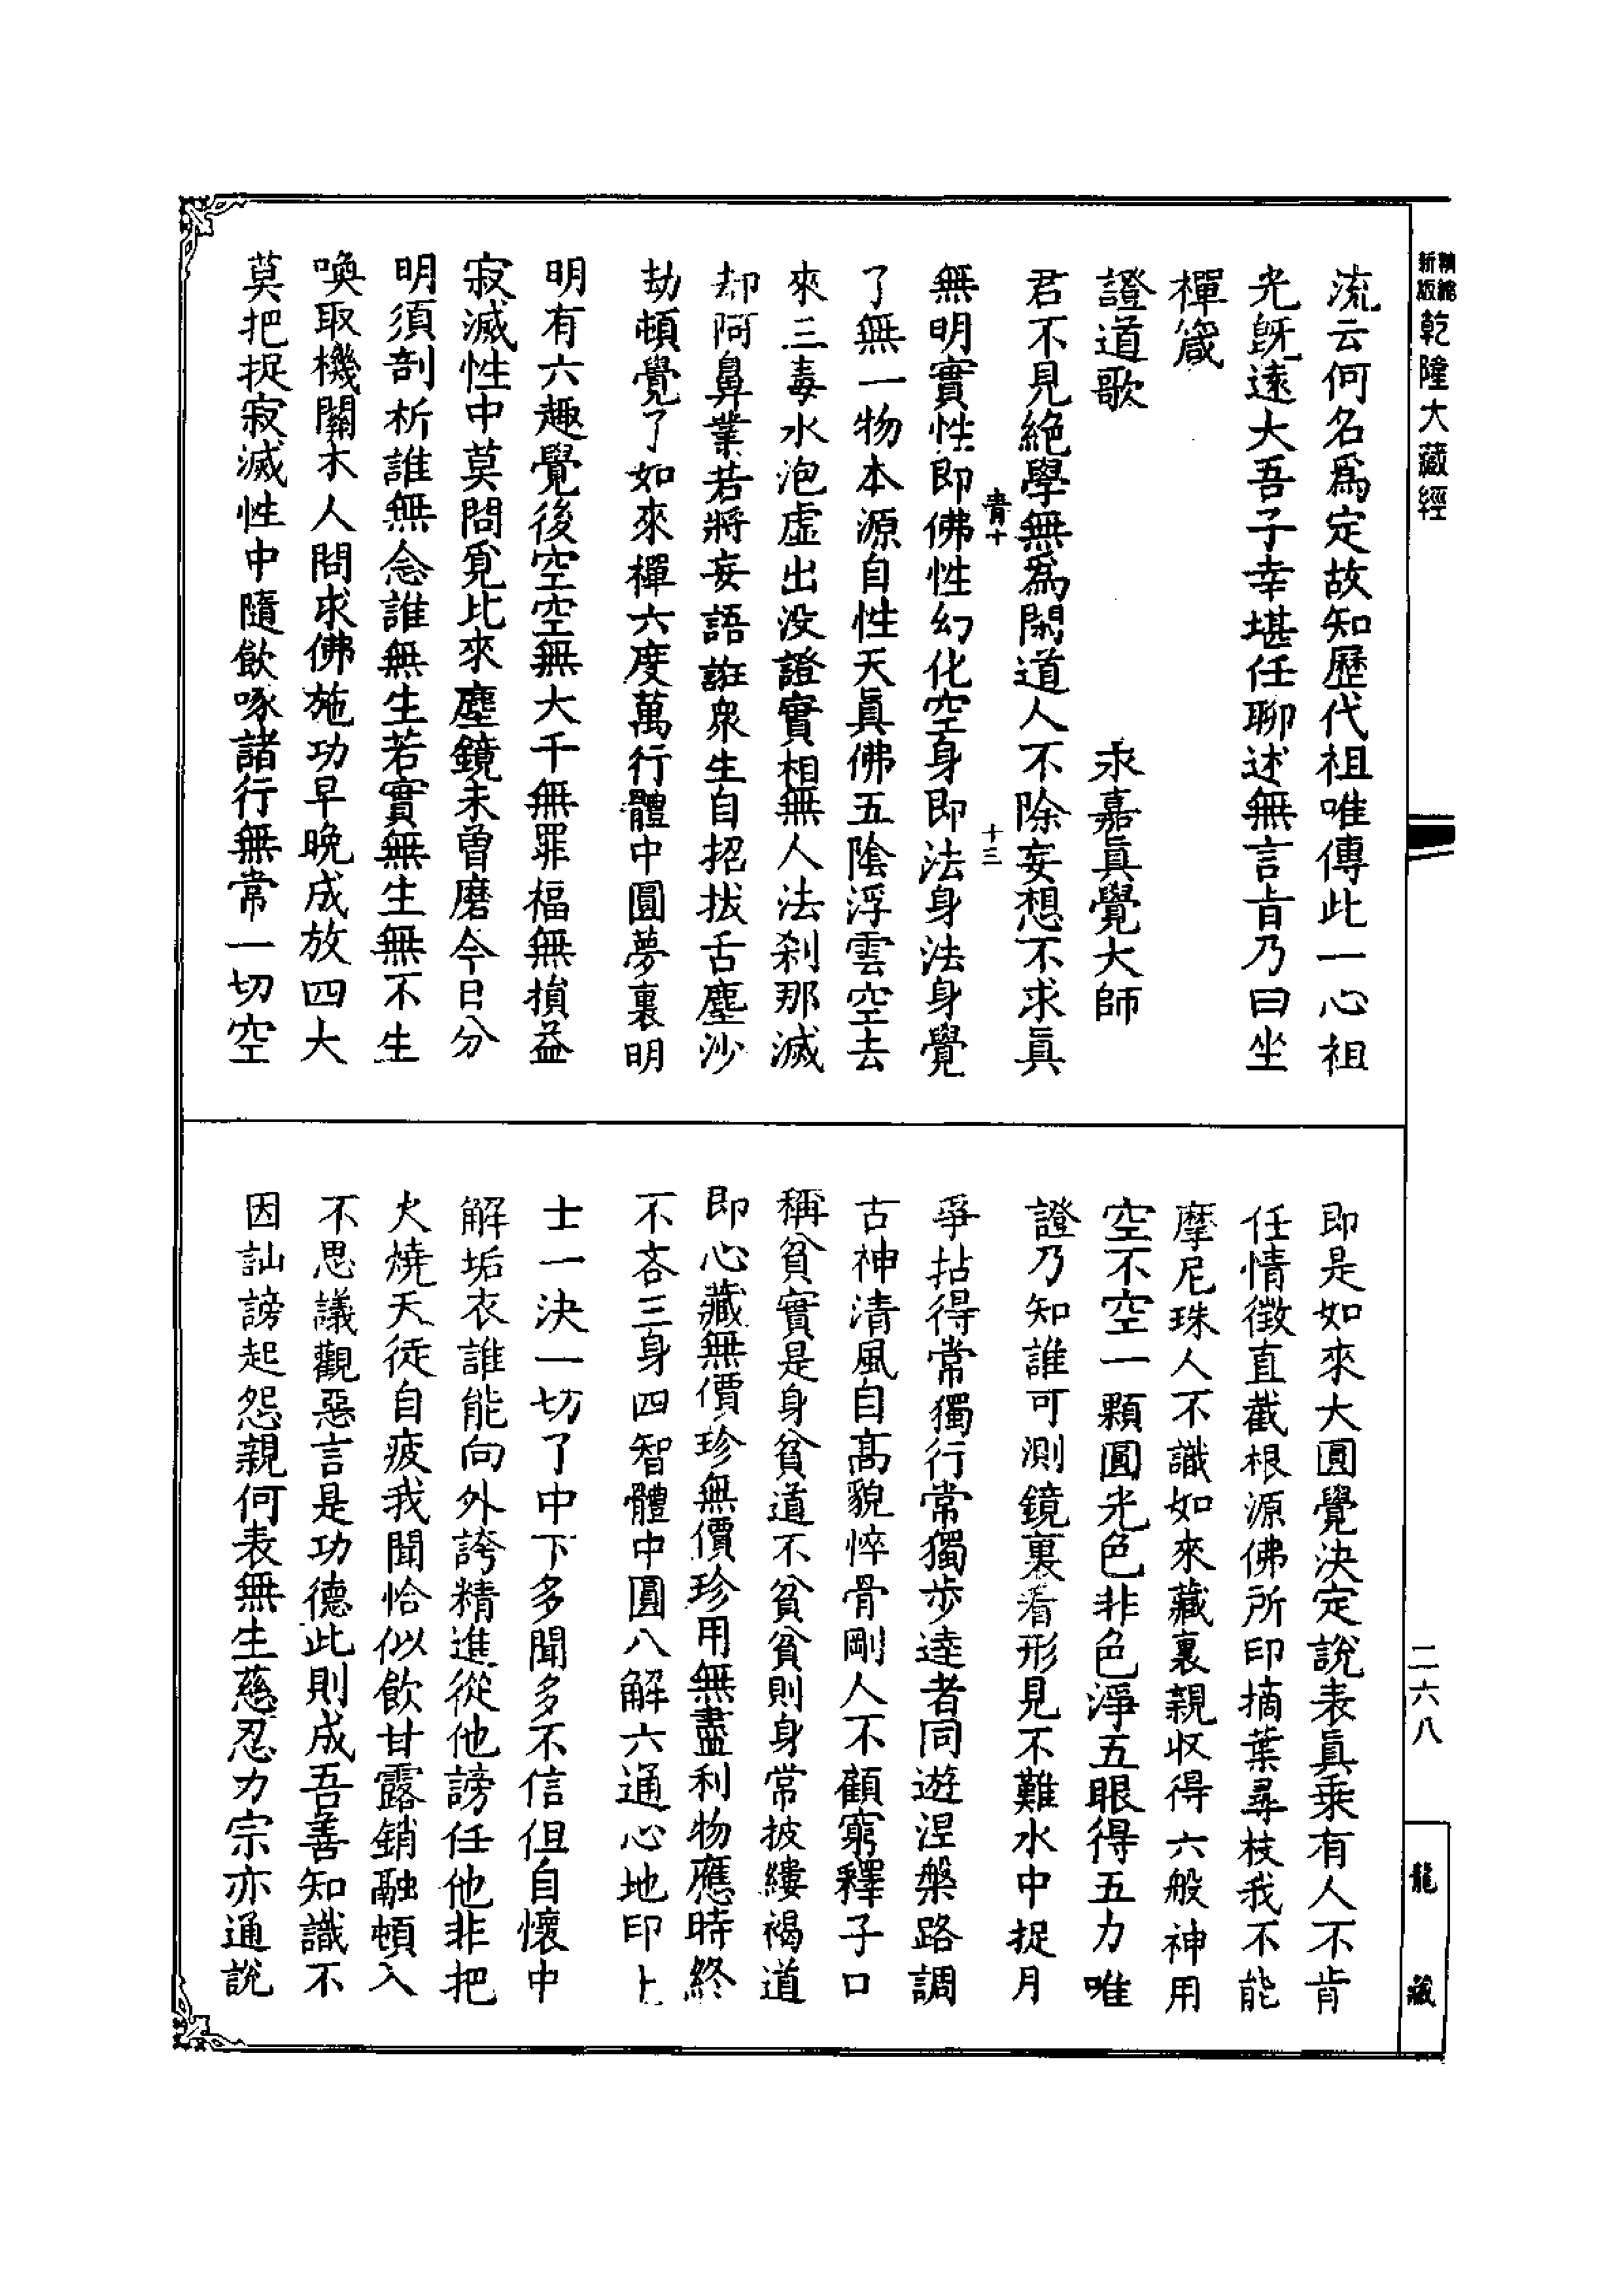 精縮
新版
乾隆大藏經
流云何名爲定故知歷代祖唯傳此一心祖
光旣遠大吾子幸堪任聊述無言旨乃曰坐
禪箴
證道歌 永嘉眞覺大師
君不見絕學無爲閑道人不除妄想不求眞
青十 十三
無明實性卽佛性幻化空身卽法身法身覺
了無一物本源自性天眞佛五陰浮雲空去
來三毒水泡虛出沒證實相無人法剎那滅
却阿鼻業若將妄語誑衆生自招拔舌塵沙
劫頓覺了如來禪六度萬行體中圓夢裏明
明有六趣覺後空空無大千無罪福無損益
寂滅性中莫問覓比來塵鏡未曾磨今日分
明須剖析誰無念誰無生若實無生無不生
喚取機關木人問求佛施功早晚成放四大
莫把捉寂滅性中隨飲啄諸行無常一切空
卽是如來大圓覺決定說表眞乘有人不肯
任情徵直截根源佛所印摘葉尋枝我不能
摩尼珠人不識如來藏裏親收得六般神用
空不空一顆圓光色非色淨五眼得五力唯
證乃知誰可測鏡裏看形見不難水中捉月
爭拈得常獨行常獨步達者同遊涅槃路調
古神清風自高貌悴骨剛人不顧窮釋子口
稱貧實是身貧道不貧貧則身常披縷褐道
卽心藏無價珍無價珍用無盡利物應時終
不吝三身四智體中圓八解六通心地印上
士一決一切了中下多聞多不信但自懷中
解垢衣誰能向外誇精進從他謗任他非把
火燒天徒自疲我聞恰似飲甘露銷融頓入
不思議觀惡言是功德此則成吾善知識不
因訕謗起怨親何表無生慈忍力宗亦通說
二六八
龍 藏